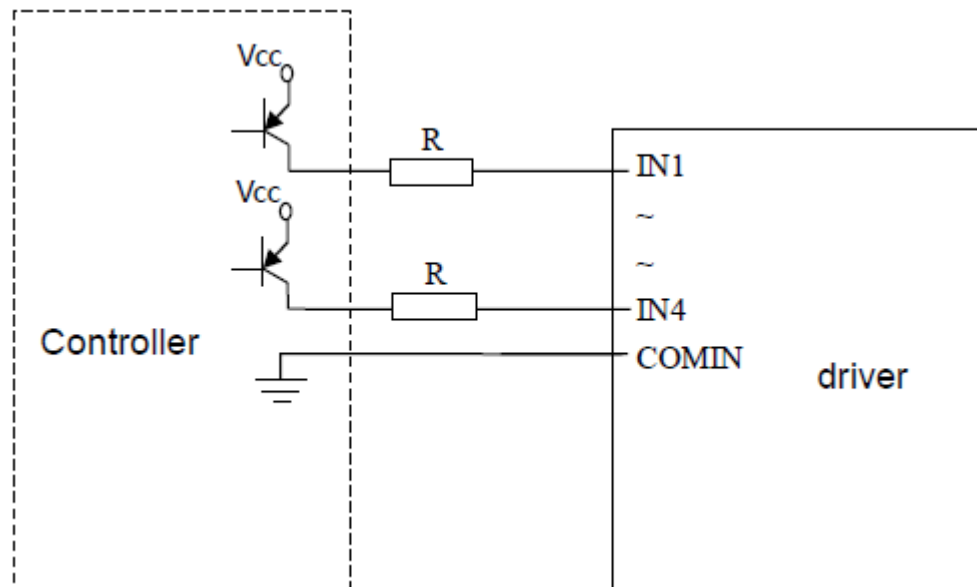 Vcc
R
IN1
~
Vcc
~
R
IN4
Controller
COMIN
driver